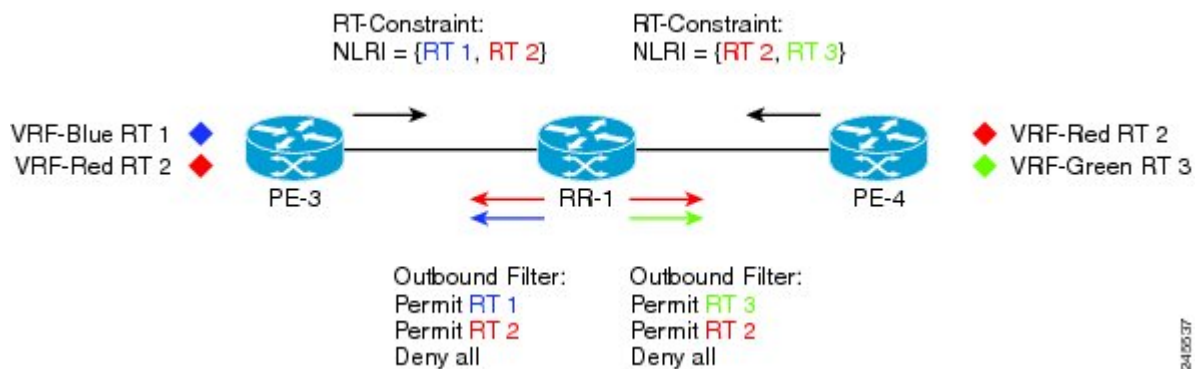 RT-Constraint:
NLRI = {RT 1, RT 2}
RT-Constraint:
NLRI = {RT 2, RT 3}
VRF-Blue RT 1
VRF-Red RT 2
PE-3
RR-1
PE-4
VRF-Red RT 2
VRF-Green RT 3
Outbound Filter:
Permit RT 1
Permit RT 2
Deny all
Outbound Filter:
Permit RT 3
Permit RT 2
Deny all
245537